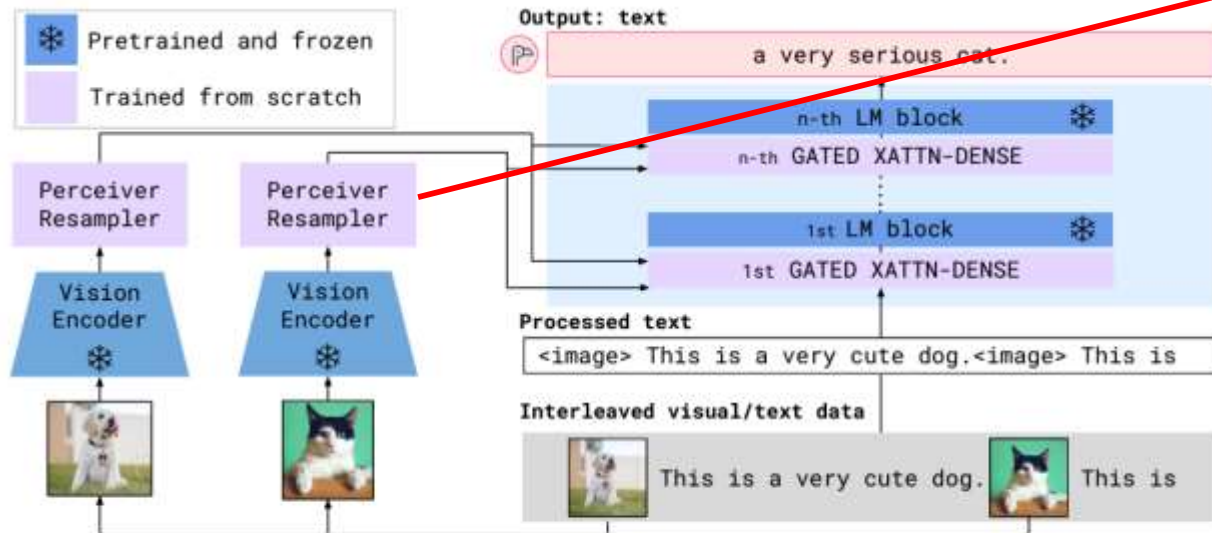 Pretrained and frozen
Trained from scratch
Output: text
a very serious cat.
n-th LM block
n-th GATED XATTN-DENSE
1st LM block
1st GATED XATTN-DENSE
Perceiver
Resampler
Perceiver
Resampler
Vision
Encoder
Vision
Encoder
Processed text
<image> This is a very cute dog.<image> This is
Interleaved visual/text data
This is a very cute dog.
This is